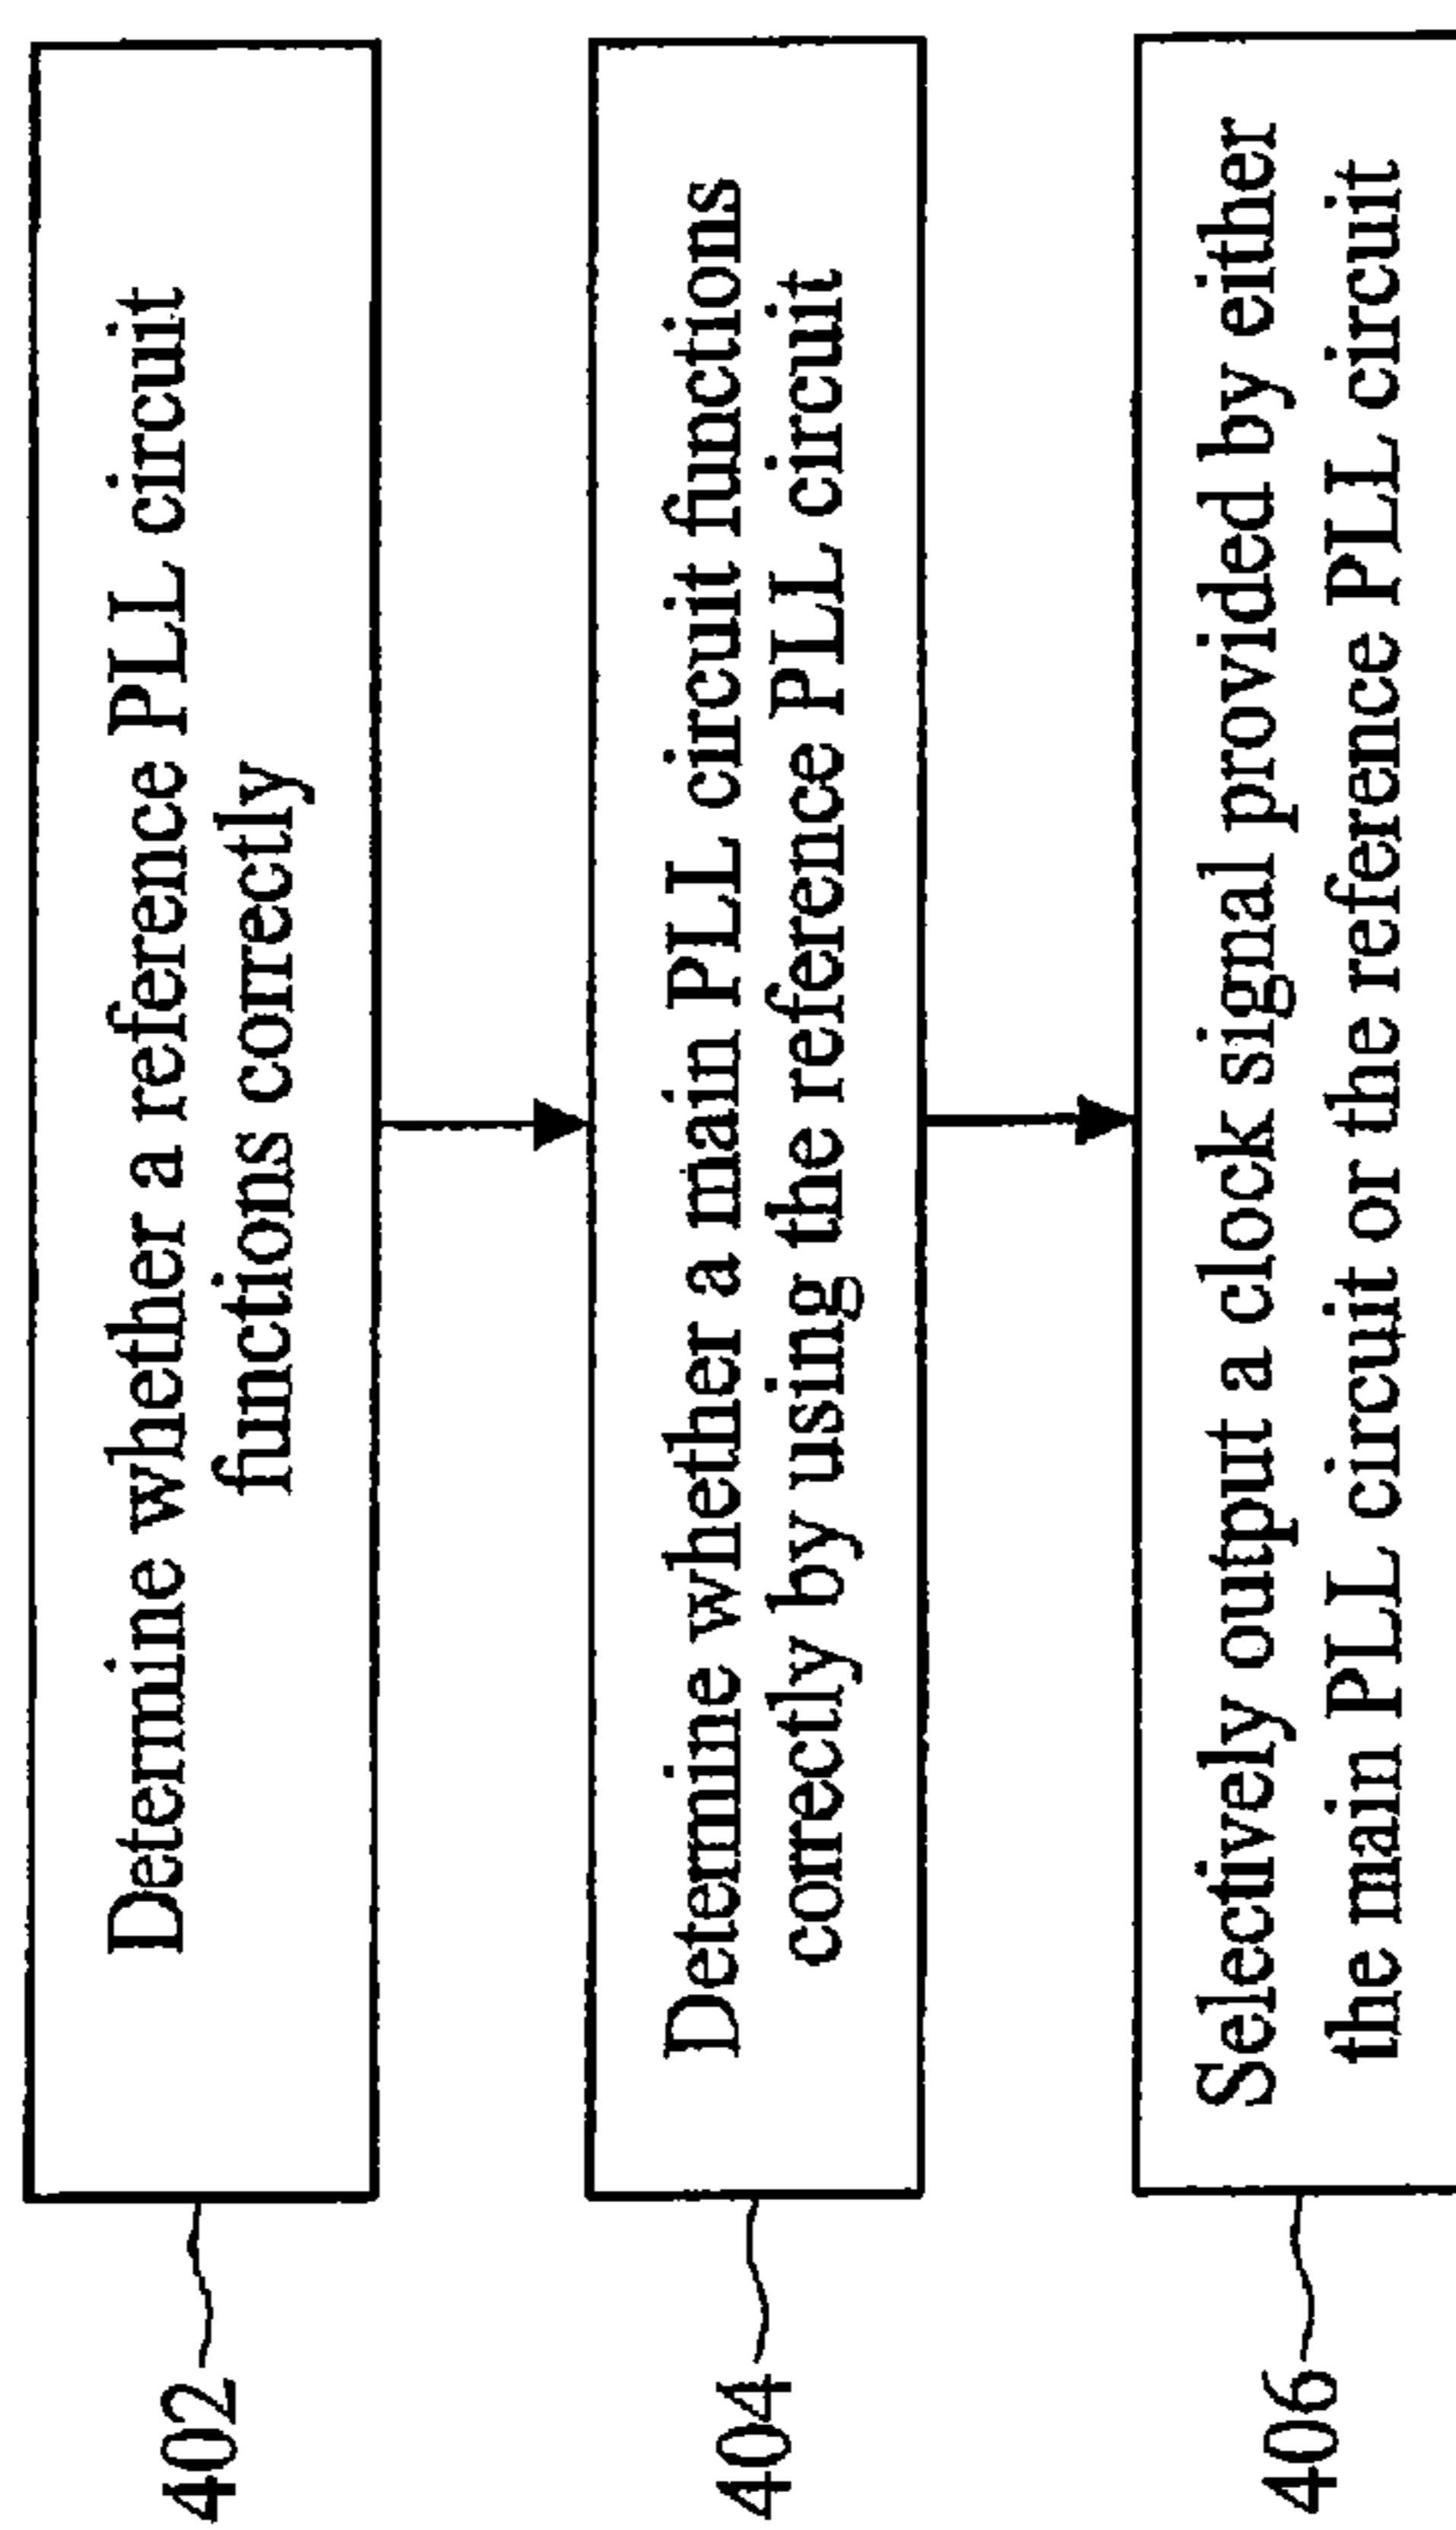 402
Determine whether a reference PLL circuit
functions correctly
404
Determine whether a main PLL circuit functions
correctly by using the reference PLL circuit
406
Selectively output a clock signal provided by either
the main PLL circuit or the reference PLL circuit